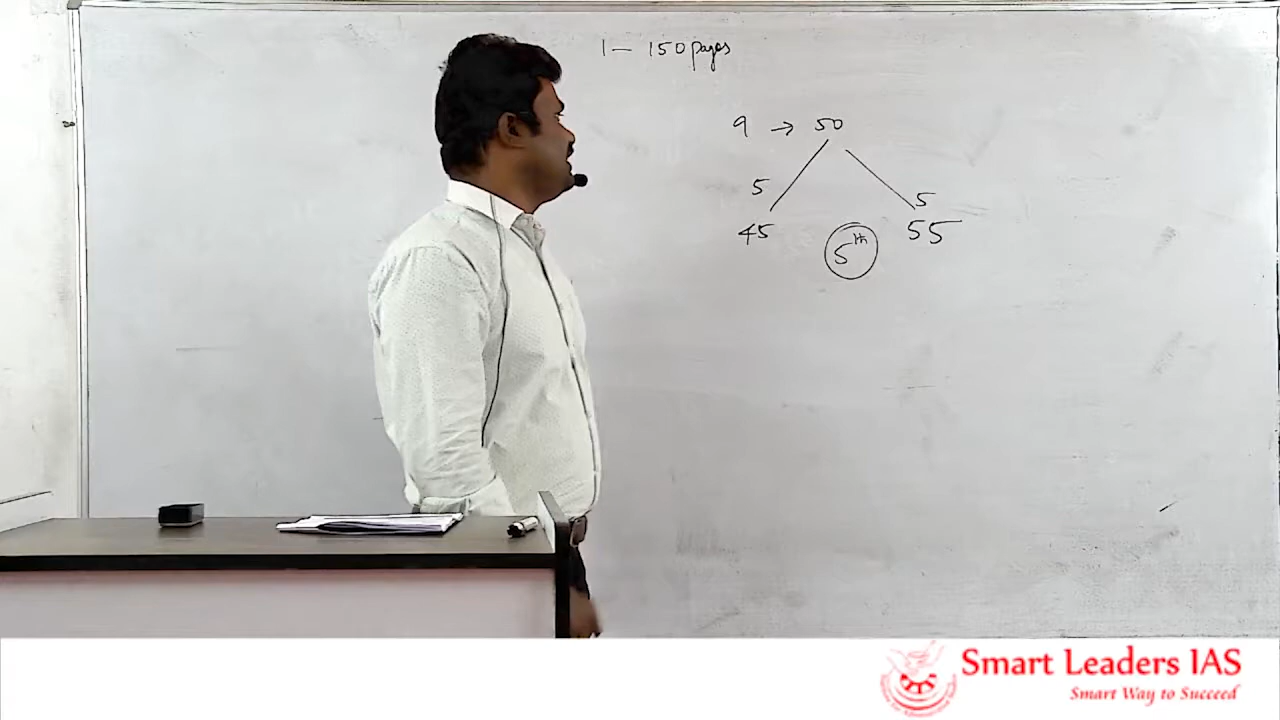 1 - 150 pages
9 → 50
5 5
45 5th 55
Smart Leaders IAS
Smart Way to Succeed